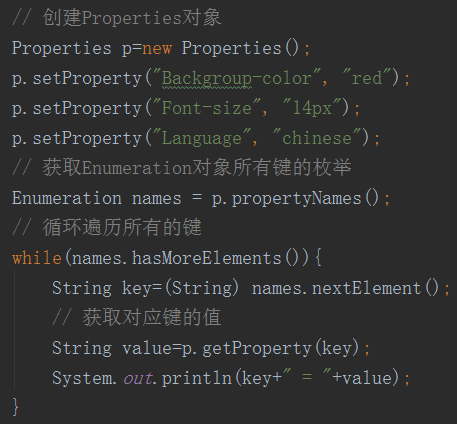 // 创建Properties对象
Properties p=new Properties();
p.setProperty("Backgroup-color", "red");
p.setProperty("Font-size", "14px");
p.setProperty("Language", "chinese");
// 获取Enumeration对象所有键的枚举
Enumeration names = p.propertyNames();
// 循环遍历所有的键
while(names.hasMoreElements()){
    String key=(String) names.nextElement();
    // 获取对应键的值
    String value=p.getProperty(key);
    System.out.println(key+" = "+value);
}